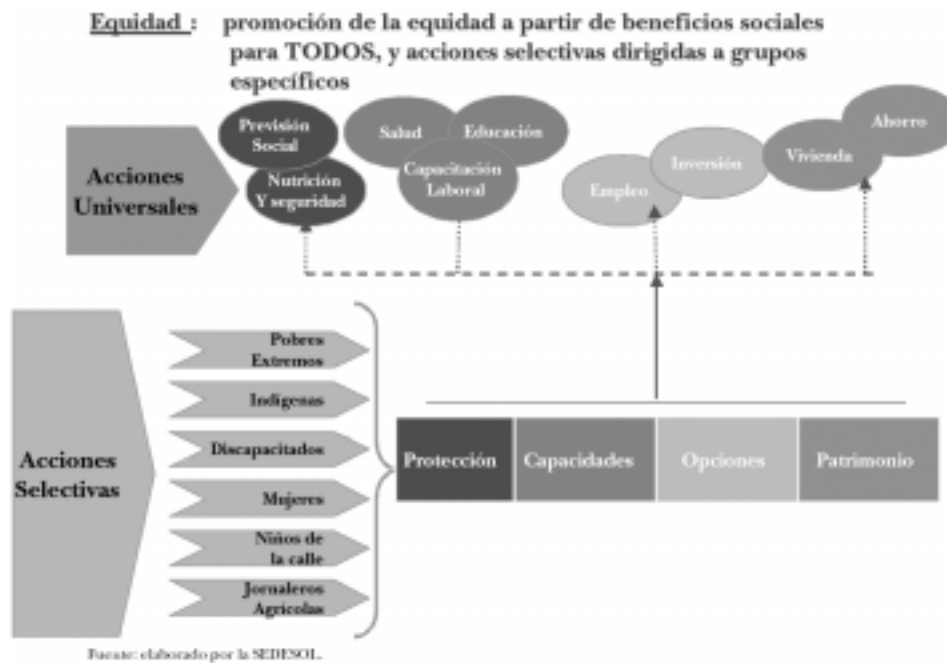 Equidad : promoción de la equidad a partir de beneficios sociales
para TODOS, y acciones selectivas dirigidas a grupos
específicos
Acciones
Universales
Previsión
Social
Nutrición
Y seguridad
Salud
Educación
Capacitación
Laboral
Empleo
Inversión
Vivienda
Ahorro
Acciones
Selectivas
Pobres
Extremos
Indígenas
Discapacitados
Mujeres
Niños de
la calle
Jornaleros
Agrícolas
Protección
Capacidades
Opciones
Patrimonio
Fuente: elaborado por la SEDESOL.